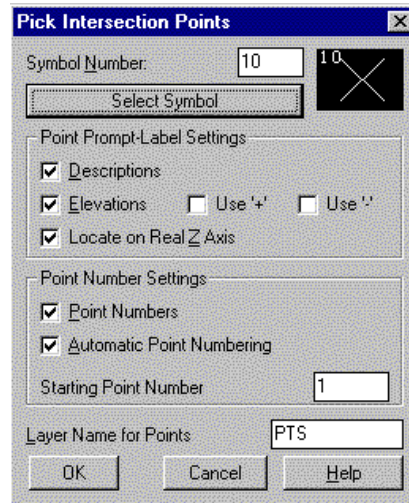 Pick Intersection Points
Symbol Number: 10
10
Select Symbol
Point Prompt-Label Settings
Descriptions
Elevations Use '+' Use '-'
Locate on Real Z Axis
Point Number Settings
Point Numbers
Automatic Point Numbering
Starting Point Number 1
Layer Name for Points PTS
OK Cancel Help